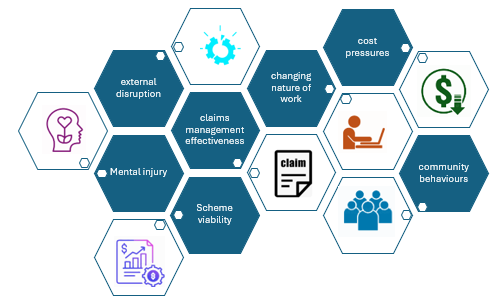 cost
pressures
external
disruption
changing
nature of
work
claims
management
effectiveness
claim
Mental injury
community
behaviours
Scheme
viability
$
$